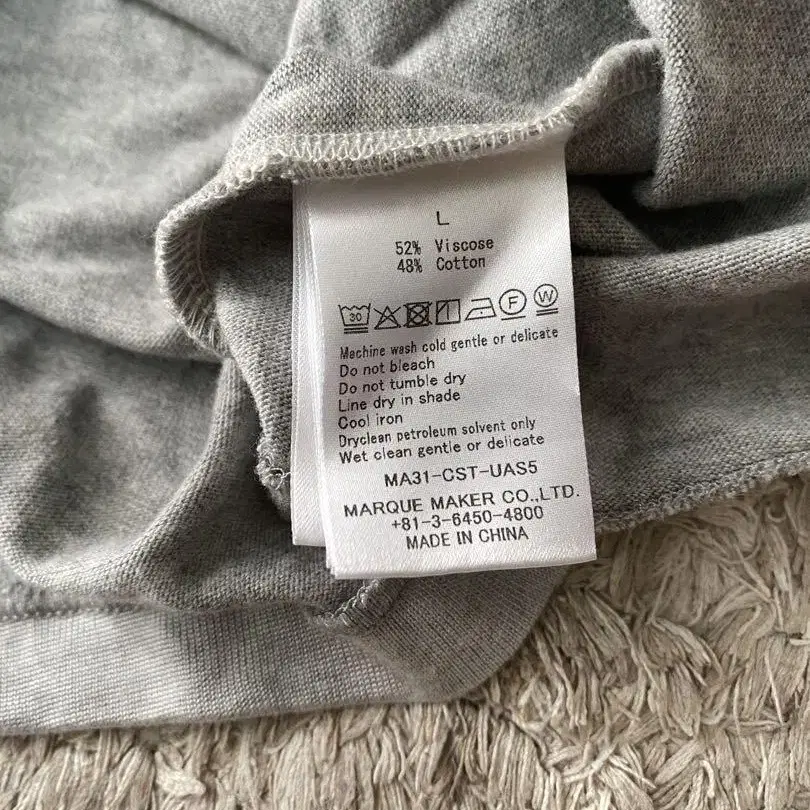 L
52% Viscose
48% Cotton
30 F W
Machine wash cold gentle or delicate
Do not bleach
Do not tumble dry
Line dry in shade
Cool iron
Dryclean petroleum solvent only
Wet clean gentle or delicate
MA31-CST-UAS5
MARQUE MAKER CO.,LTD.
+81-3-6450-4800
MADE IN CHINA